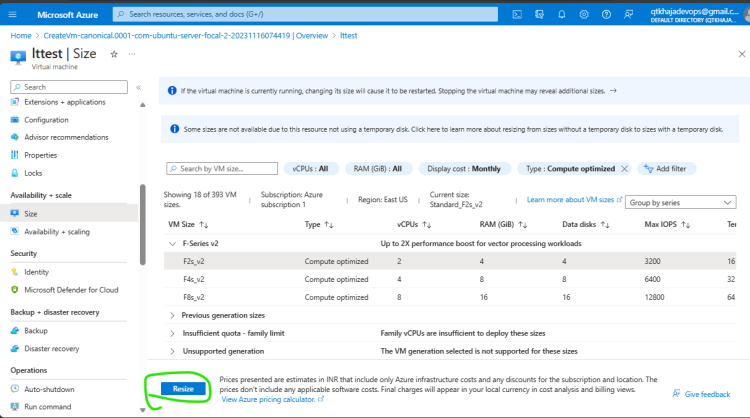 Microsoft Azure
Search resources, services, and docs (G+/)
qtkhajadevops@gmail.c...
DEFAULT DIRECTORY (QTKHAJA...
Home > CreateVm-canonical.0001-com-ubuntu-server-focal-2-20231116074419 | Overview > lttest
lttest | Size
Virtual machine
Search
Extensions + applications
Configuration
Advisor recommendations
Properties
Locks
Availability + scale
Size
Availability + scaling
Security
Identity
Microsoft Defender for Cloud
Backup + disaster recovery
Backup
Disaster recovery
Operations
Auto-shutdown
Run command
If the virtual machine is currently running, changing its size will cause it to be restarted. Stopping the virtual machine may reveal additional sizes. →
Some sizes are not available due to this resource not using a temporary disk. Click here to learn more about resizing from sizes without a temporary disk to sizes with a temporary disk.
Search by VM size... vCPUs : All RAM (GiB) : All Display cost : Monthly Type : Compute optimized Add filter
Showing 18 of 393 VM sizes. | Subscription: Azure subscription 1 | Region: East US | Current size: Standard_F2s_v2 | Learn more about VM sizes Group by series
VM Size ↑↓ Type ↑↓ vCPUs ↑↓ RAM (GiB) ↑↓ Data disks ↑↓ Max IOPS ↑↓ Ter
F-Series v2 Up to 2X performance boost for vector processing workloads
F2s_v2 Compute optimized 2 4 4 3200 16
F4s_v2 Compute optimized 4 8 8 6400 32
F8s_v2 Compute optimized 8 16 16 12800 64
Previous generation sizes
Insufficient quota - family limit Family vCPUs are insufficient to deploy these sizes
Unsupported generation The VM generation selected is not supported for these sizes
Resize
Prices presented are estimates in INR that include only Azure infrastructure costs and any discounts for the subscription and location. The
prices don't include any applicable software costs. Final charges will appear in your local currency in cost analysis and billing views.
View Azure pricing calculator.
Give feedback